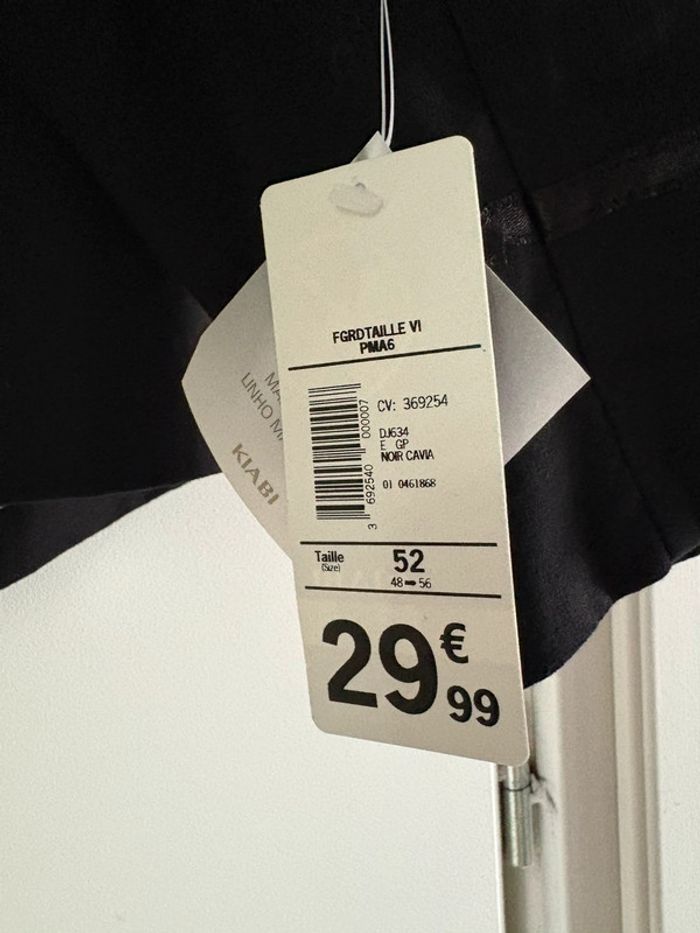 FGRDTAILLE VI
PMA6
CV: 369254
DJ634
E GP
NOIR CAVIA
01 0461868
3 692540 000007
Taille
(Size)
52
48 ➡ 56
29 € 99
LINHO
KIABI